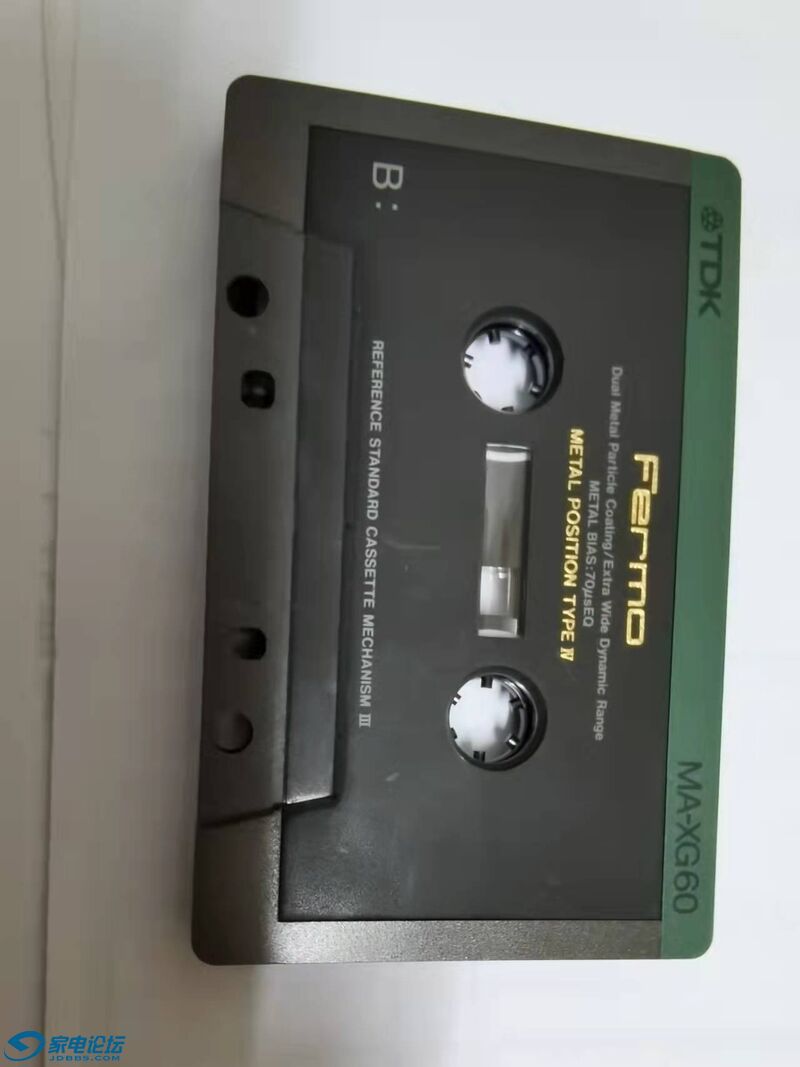 TDK
MA-XG60
Fermo
Dual Metal Particle Coating/Extra Wide Dynamic Range
METAL BIAS:70μsEQ
METAL POSITION TYPE Ⅳ
B:
REFERENCE STANDARD CASSETTE MECHANISM Ⅲ
家电论坛
JDBBS.COM